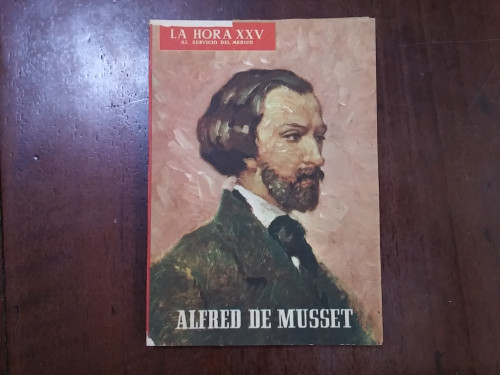 LA HORA XXV
AL SERVICIO DEL MEDICO
ALFRED DE MUSSET